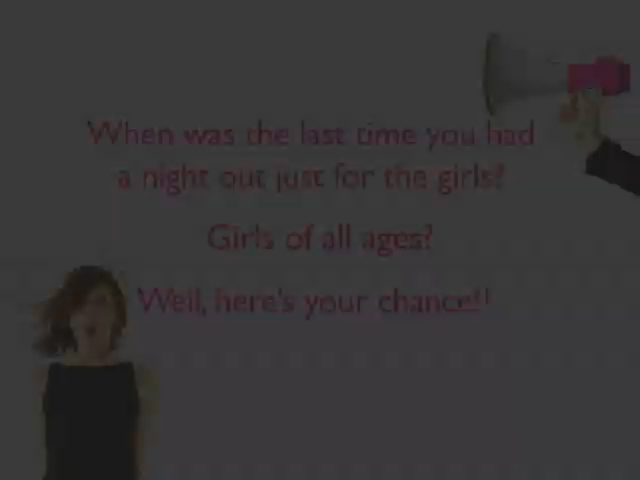 When was the last time you had
a night out just for the girls?
Girls of all ages?
Well, here's your chance!!